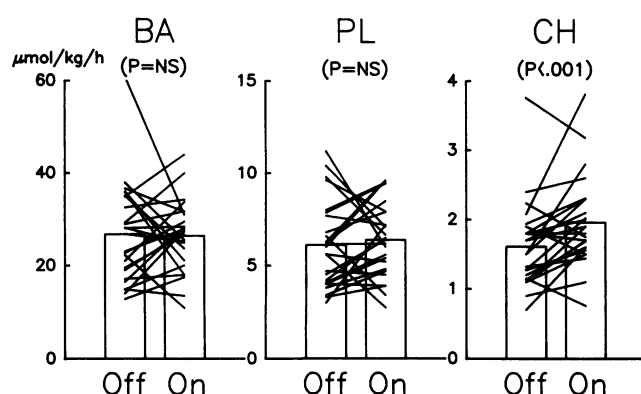 BA PL CH
μmol/kg/h (P=NS) (P=NS) (P<.001)
60 15 4
40 10 3
2
20 5 1
0 0 0
Off On Off On Off On